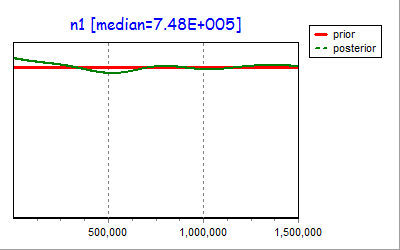 n1 [median=7.48E+005]
prior
posterior
500,000
1,000,000
1,500,000